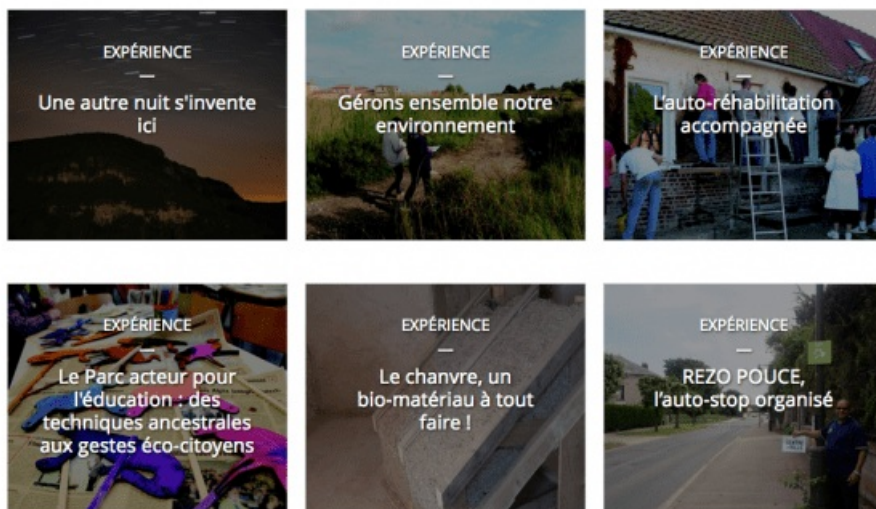 EXPÉRIENCE
—
Une autre nuit s'invente
ici
EXPÉRIENCE
—
Gérons ensemble notre
environnement
EXPÉRIENCE
—
L'auto-réhabilitation
accompagnée
EXPÉRIENCE
—
Le Parc acteur pour
l'éducation : des
techniques ancestrales
aux gestes éco-citoyens
EXPÉRIENCE
—
Le chanvre, un
bio-matériau à tout
faire !
EXPÉRIENCE
—
REZO POUCE,
l'auto-stop organisé